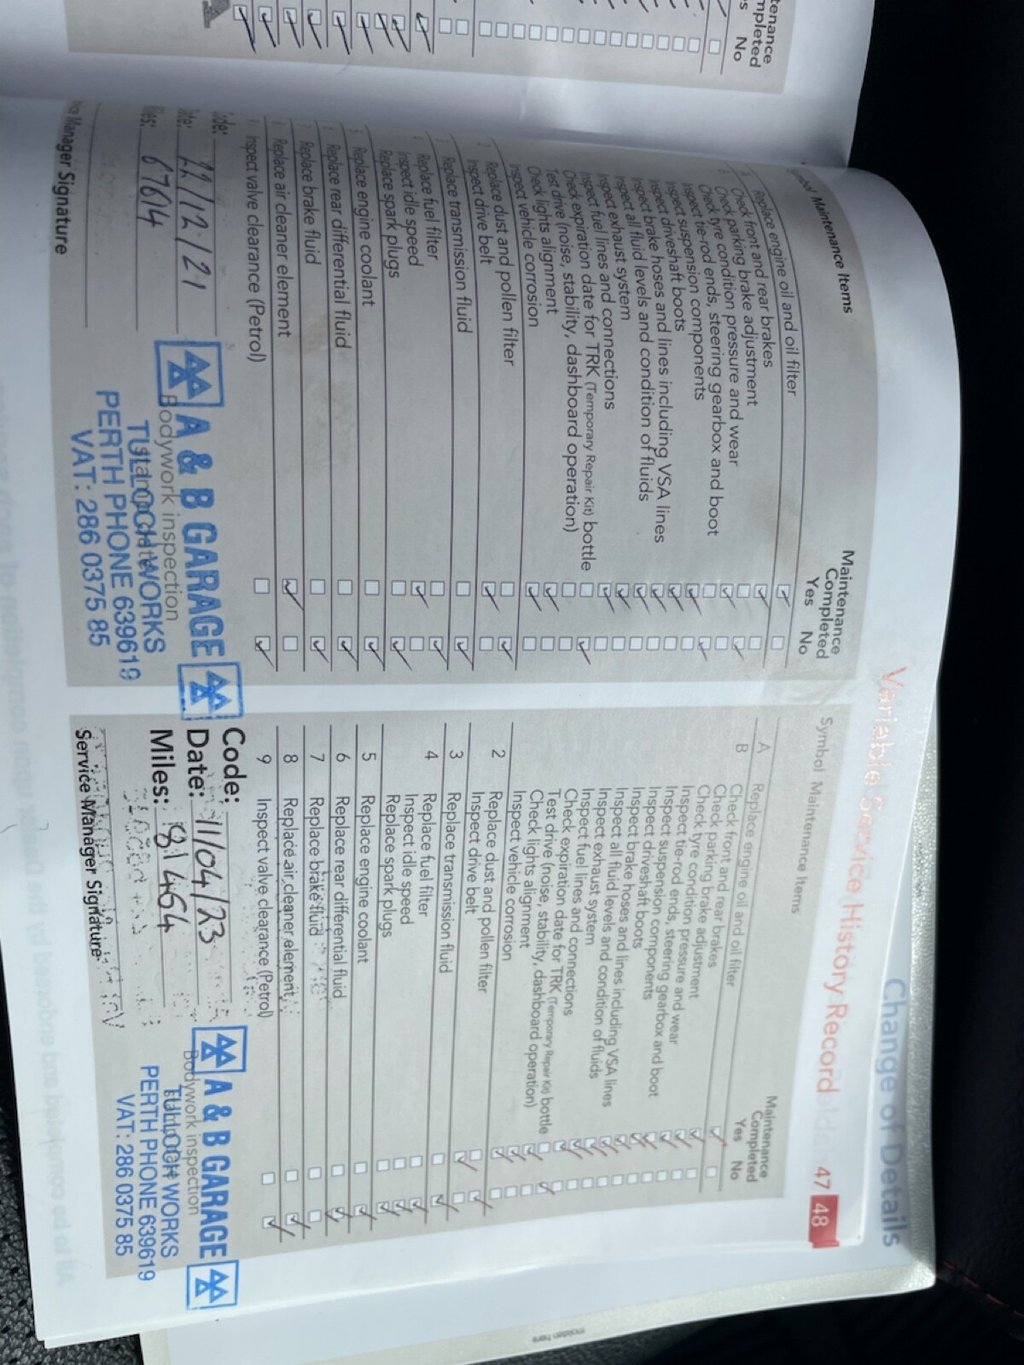 tenance
mpleted
s No
Change of Details
Variable Service History Record
47 48
Symbol Maintenance Items
Maintenance
Completed
Yes No
Replace engine oil and oil filter
Check front and rear brakes
Check parking brake adjustment
Check tyre condition pressure and wear
Inspect tie-rod ends, steering gearbox and boot
Inspect suspension components
Inspect driveshaft boots
Inspect brake hoses and lines including VSA lines
Inspect all fluid levels and condition of fluids
Inspect exhaust system
Inspect fuel lines and connections
Check expiration date for TRK (Temporary Repair Kit) bottle
Test drive (noise, stability, dashboard operation)
Check lights alignment
Inspect vehicle corrosion
Replace dust and pollen filter
Inspect drive belt
Replace transmission fluid
Replace fuel filter
Inspect idle speed
Replace spark plugs
Replace engine coolant
Replace rear differential fluid
Replace brake fluid
Replace air cleaner element
Inspect valve clearance (Petrol)
ode:
ate: 22/12/21
les: 67614
Manager Signature
A & B GARAGE
Bodywork inspection
TULLOCH WORKS
PERTH PHONE 639619
VAT: 286 0375 85
Symbol Maintenance Items
Maintenance
Completed
Yes No
A Replace engine oil and oil filter
B Check front and rear brakes
Check parking brake adjustment
Check tyre condition pressure and wear
Inspect tie-rod ends, steering gearbox and boot
Inspect suspension components
Inspect driveshaft boots
Inspect brake hoses and lines including VSA lines
Inspect all fluid levels and condition of fluids
Inspect exhaust system
Inspect fuel lines and connections
Check expiration date for TRK (Temporary Repair Kit) bottle
Test drive (noise, stability, dashboard operation)
Check lights alignment
Inspect vehicle corrosion
2 Replace dust and pollen filter
Inspect drive belt
3 Replace transmission fluid
4 Replace fuel filter
Inspect idle speed
Replace spark plugs
5 Replace engine coolant
6 Replace rear differential fluid
7 Replace brake fluid
8 Replace air cleaner element
9 Inspect valve clearance (Petrol)
Code:
Date: 11/04/23
Miles: 81464
Service Manager Signature
A & B GARAGE
Bodywork inspection
TULLOCH WORKS
PERTH PHONE 639619
VAT: 286 0375 85